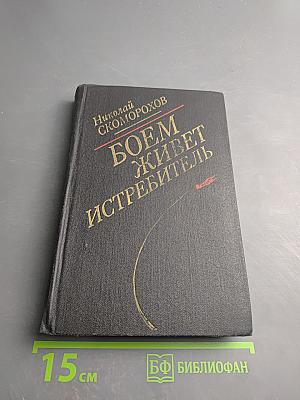 Николай
СКОМОРОХОВ
БОЕМ
ЖИВЕТ
ИСТРЕБИТЕЛЬ
15 см
БФ БИБЛИОФАН